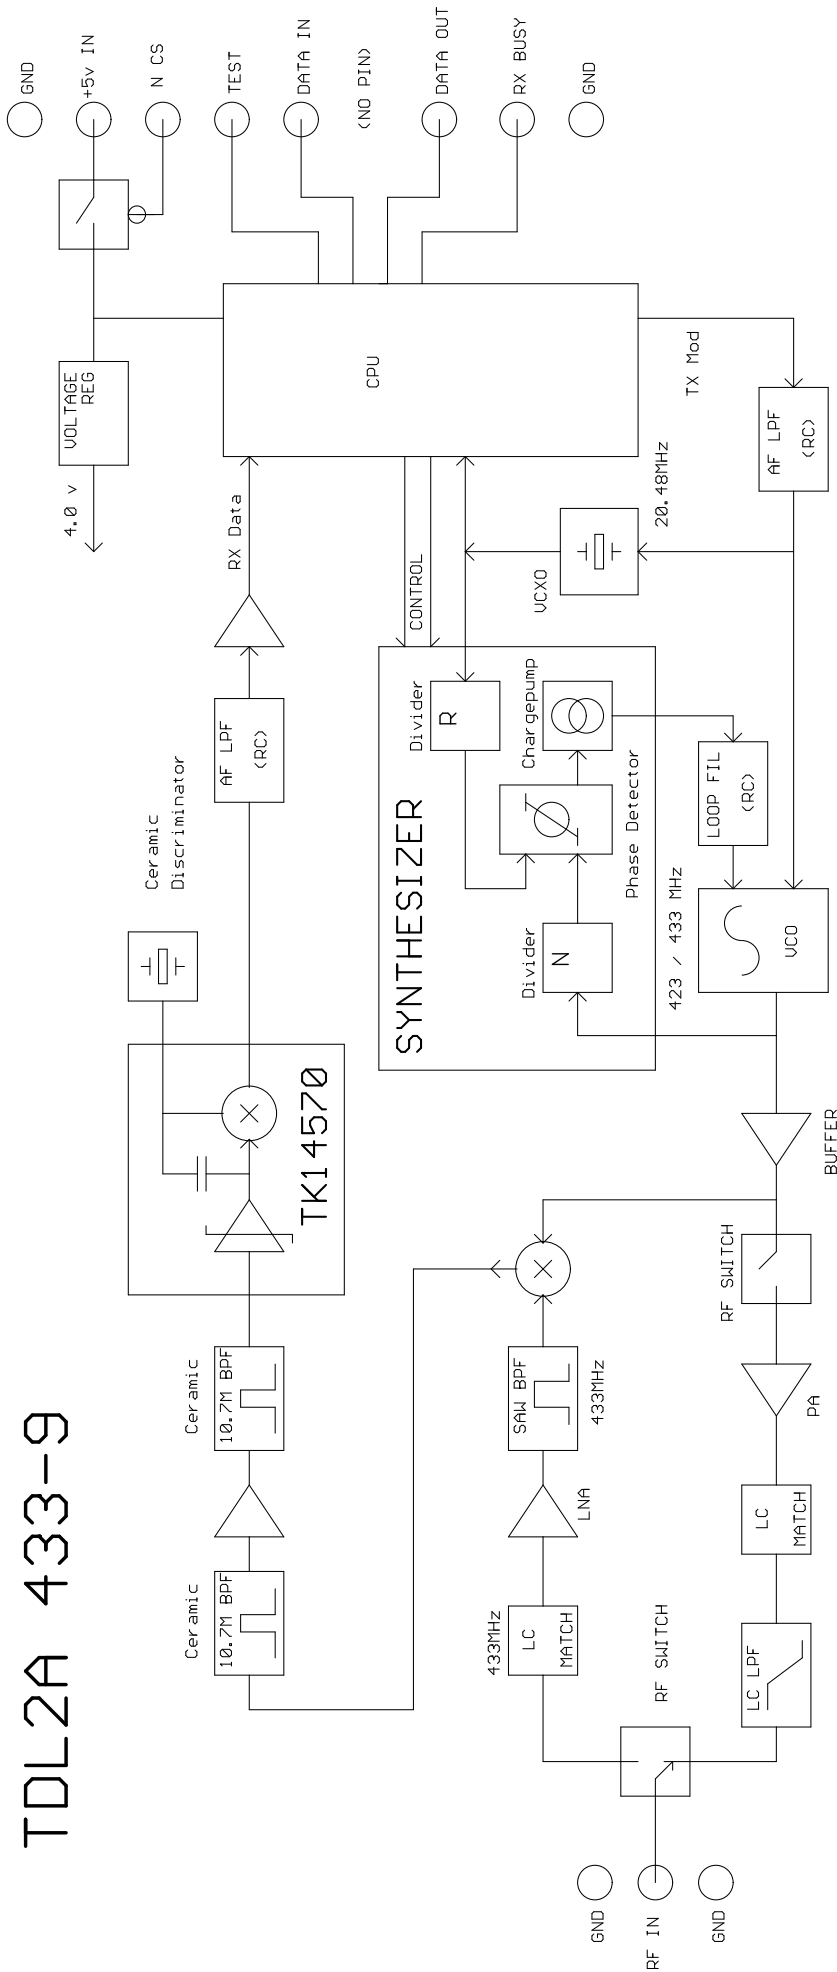 TDL2A 433-9
GND
+5v IN
N CS
TEST
DATA IN
(NO PIN)
DATA OUT
RX BUSY
GND
VOLTAGE
REG
4.0 v
CPU
RX Data
CONTROL
TX Mod
AF LPF
(RC)
20.48MHz
VCXO
AF LPF
(RC)
Ceramic
Discriminator
TK14570
SYNTHESIZER
Divider
R
Chargepump
Phase Detector
Divider
N
LOOP FIL
(RC)
423 / 433 MHz
VCO
BUFFER
Ceramic
10.7M BPF
Ceramic
10.7M BPF
SAW BPF
433MHz
LNA
433MHz
LC
MATCH
RF SWITCH
PA
LC
MATCH
LC LPF
RF SWITCH
GND
RF IN
GND